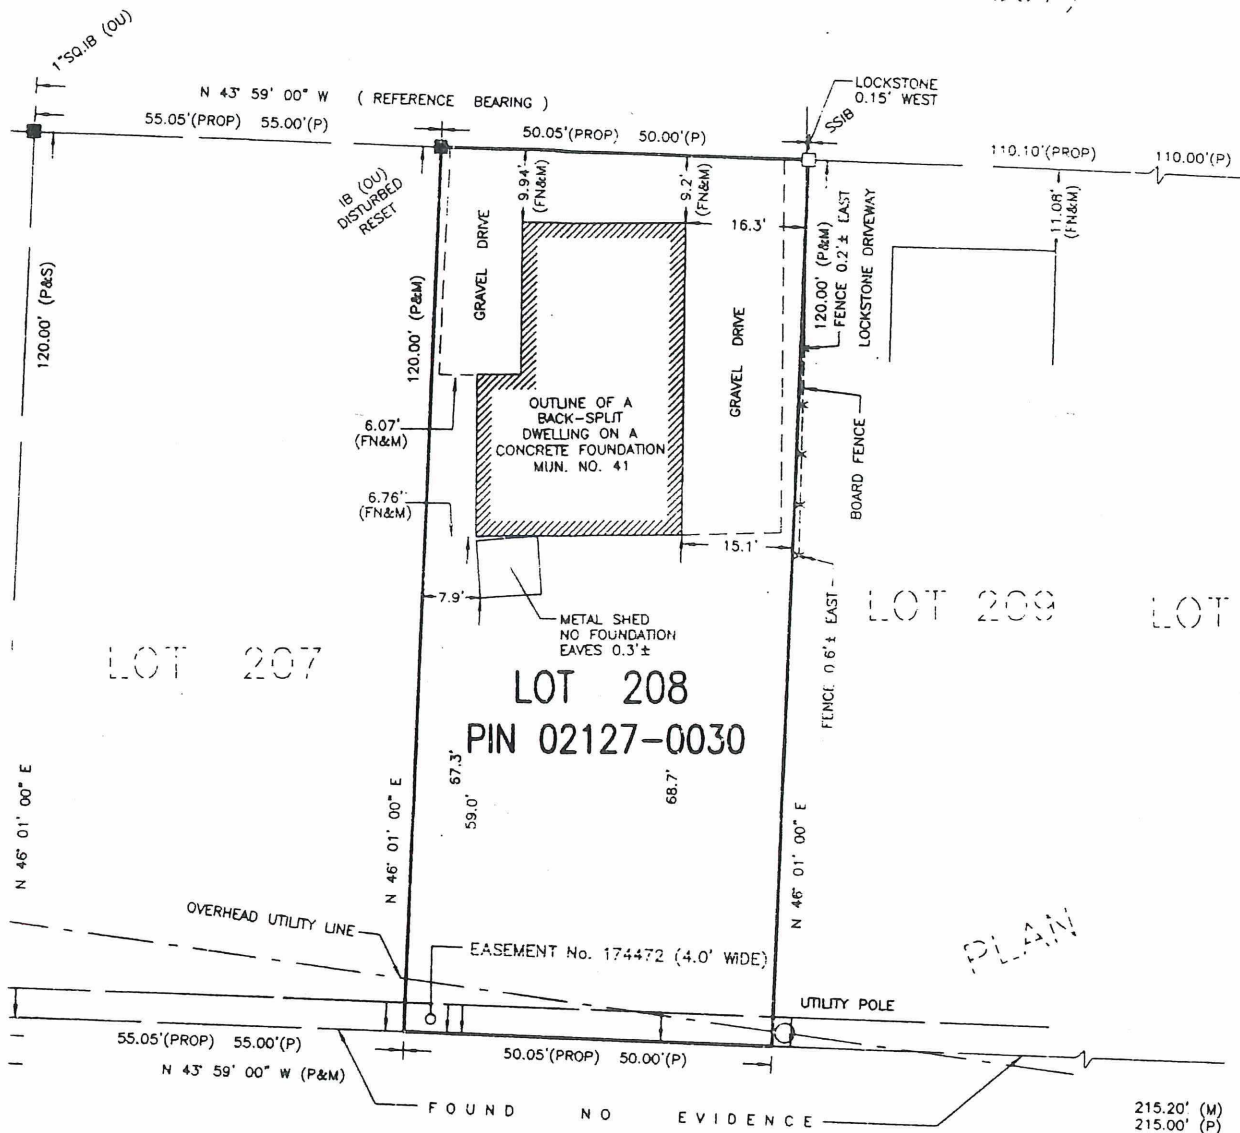 1"SQ.IB (OU)
N 43° 59' 00" W ( REFERENCE BEARING )
LOCKSTONE
0.15' WEST
SSIB
55.05'(PROP) 55.00'(P)
50.05'(PROP) 50.00'(P)
110.10'(PROP) 110.00'(P)
IB (OU)
DISTURBED
RESET
9.94'
(FN&M)
9.2'
(FN&M)
16.3'
11.08'
(FN&M)
120.00' (P&S)
120.00' (P&M)
GRAVEL DRIVE
GRAVEL DRIVE
120.00' (P&M)
FENCE 0.2'± EAST
LOCKSTONE DRIVEWAY
OUTLINE OF A
BACK-SPLIT
DWELLING ON A
CONCRETE FOUNDATION
MUN. NO. 41
6.07'
(FN&M)
6.76'
(FN&M)
BOARD FENCE
15.1'
7.9'
METAL SHED
NO FOUNDATION
EAVES 0.3'±
FENCE 0.6'± EAST
LOT 207
LOT 208
PIN 02127-0030
LOT 209
LOT
67.3'
59.0'
68.7'
N 46° 01' 00" E
N 46° 01' 00" E
N 46° 01' 00" E
OVERHEAD UTILITY LINE
EASEMENT No. 174472 (4.0' WIDE)
PLAN
UTILITY POLE
55.05'(PROP) 55.00'(P)
50.05'(PROP) 50.00'(P)
N 43° 59' 00" W (P&M)
FOUND NO EVIDENCE
215.20' (M)
215.00' (P)